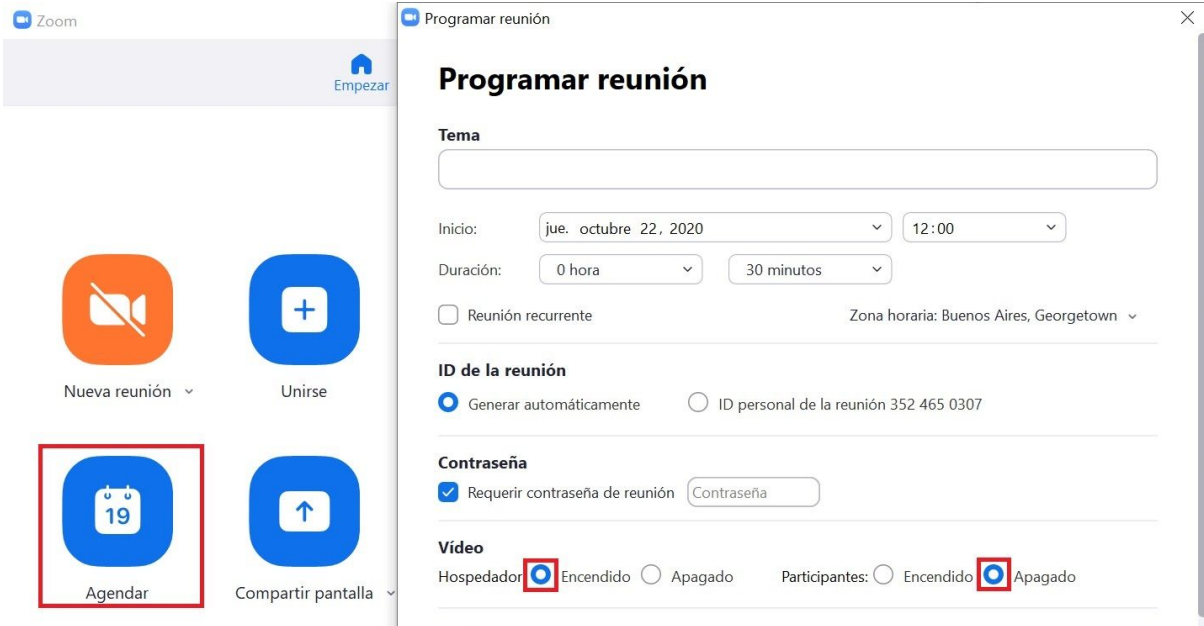 Zoom
Empezar
Nueva reunión
Unirse
19
Agendar
Compartir pantalla
Programar reunión
Programar reunión
Tema
Inicio: jue. octubre 22, 2020 12:00
Duración: 0 hora 30 minutos
Reunión recurrente Zona horaria: Buenos Aires, Georgetown
ID de la reunión
Generar automáticamente ID personal de la reunión 352 465 0307
Contraseña
Requerir contraseña de reunión Contraseña
Vídeo
Hospedador Encendido Apagado Participantes: Encendido Apagado